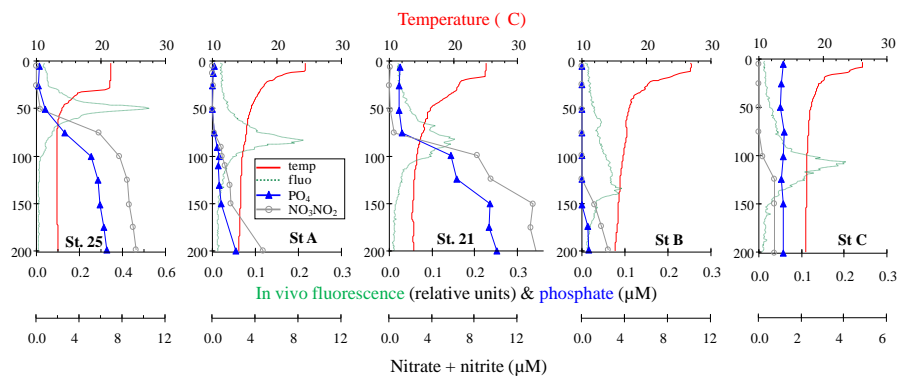 Temperature ( C)
10 15 20 25 30
10 20 30
10 15 20 25 30
10 20 30
10 20 30
0
50
100
150
200
0
50
100
150
200
0
50
100
150
200
0
50
100
150
200
0
50
100
150
200
temp
fluo
PO4
NO3NO2
St. 25
St A
St. 21
St B
St C
0.0 0.2 0.4 0.6
0.0 0.1 0.2 0.3
0.0 0.1 0.2 0.3
0.0 0.1 0.2 0.3
0.0 0.1 0.2 0.3
In vivo fluorescence (relative units) & phosphate (µM)
0.0 4 8 12
0.0 4 8 12
0.0 4 8 12
0.0 4 8 12
0.0 2 4 6
Nitrate + nitrite (µM)